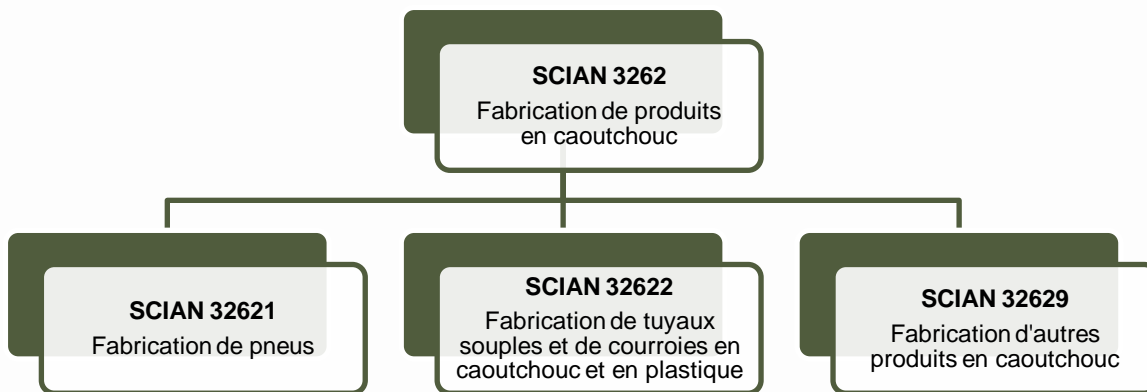 SCIAN 3262
Fabrication de produits
en caoutchouc
SCIAN 32621
Fabrication de pneus
SCIAN 32622
Fabrication de tuyaux
souples et de courroies en
caoutchouc et en plastique
SCIAN 32629
Fabrication d'autres
produits en caoutchouc